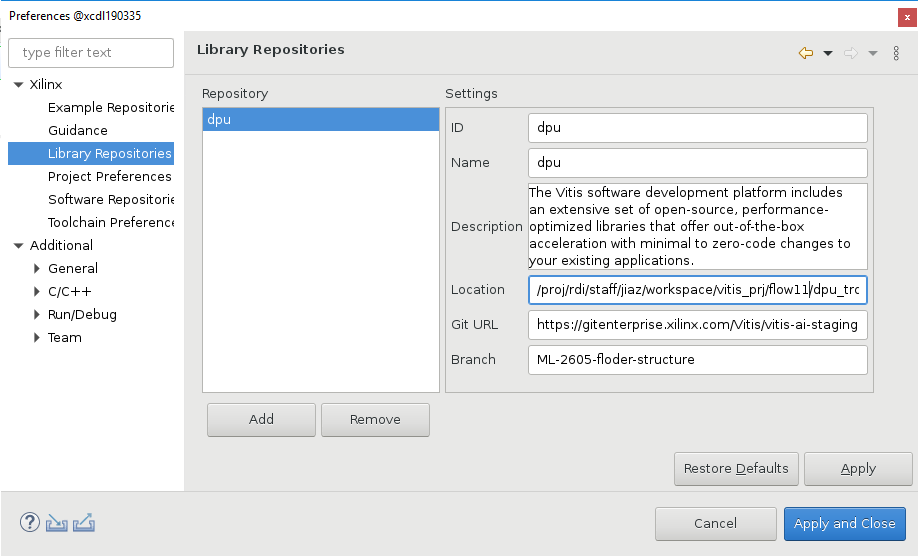 Preferences @xcdl190335
type filter text
Xilinx
Example Repositorie
Guidance
Library Repositories
Project Preferences
Software Repositorie
Toolchain Preference
Additional
General
C/C++
Run/Debug
Team
Library Repositories
Repository
dpu
Add
Remove
Settings
ID
dpu
Name
dpu
Description
The Vitis software development platform includes
an extensive set of open-source, performance-
optimized libraries that offer out-of-the-box
acceleration with minimal to zero-code changes to
your existing applications.
Location
/proj/rdi/staff/jiaz/workspace/vitis_prj/flow11/dpu_trc
Git URL
https://gitenterprise.xilinx.com/Vitis/vitis-ai-staging
Branch
ML-2605-floder-structure
Restore Defaults
Apply
Cancel
Apply and Close